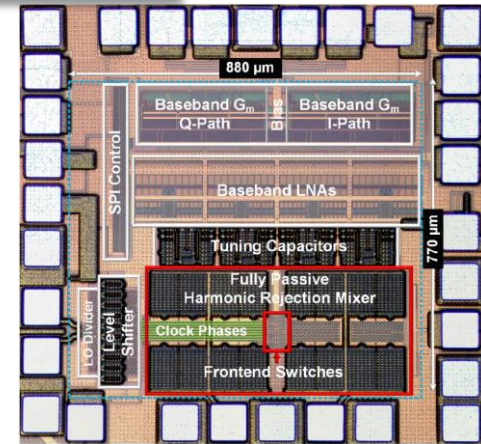 880 µm
Baseband Gm
Q-Path
Bias
Baseband Gm
I-Path
SPI Control
Baseband LNAs
770 µm
Tuning Capacitors
Fully Passive
Harmonic Rejection Mixer
LO Divider
Level
Shifter
Clock Phases
Frontend Switches